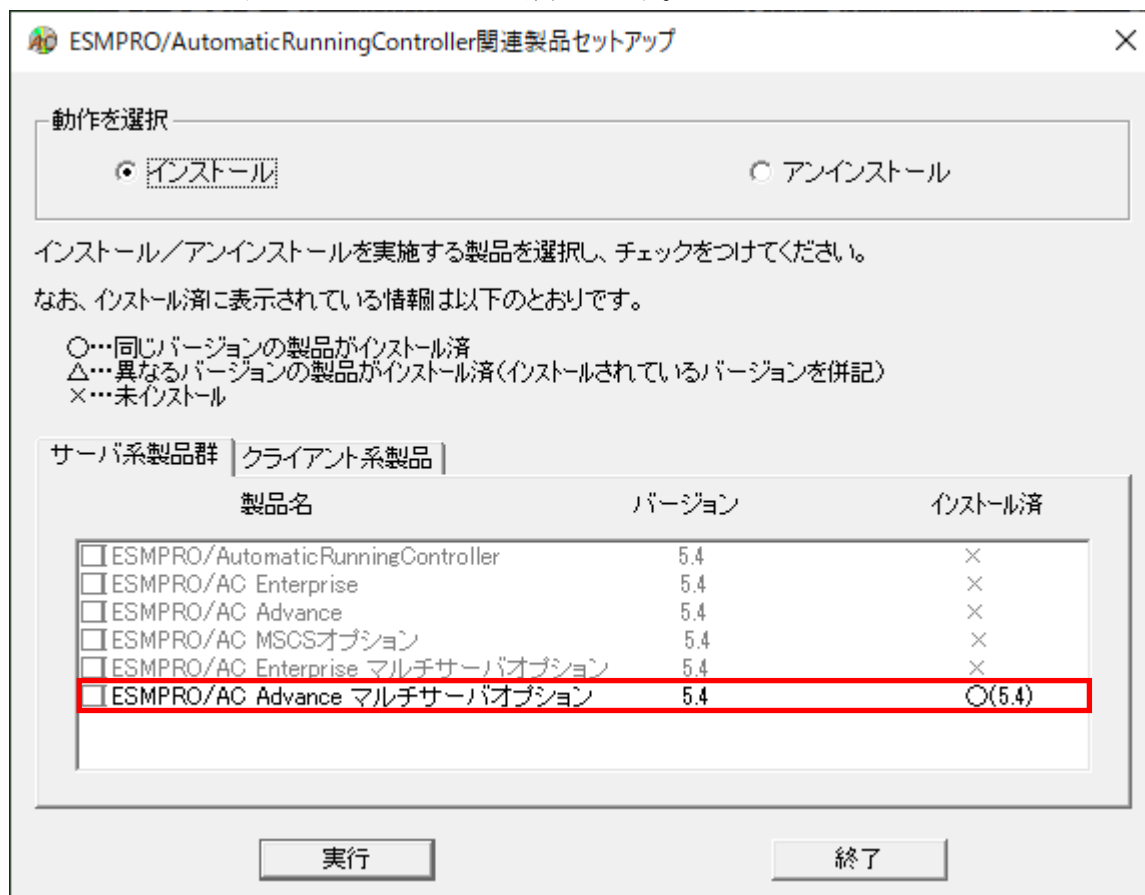 ESMPRO/AutomaticRunningController関連製品セットアップ
動作を選択
インストール
アンインストール
インストール／アンインストールを実施する製品を選択し、チェックをつけてください。
なお、インストール済に表示されている情報は以下のとおりです。
○…同じバージョンの製品がインストール済
△…異なるバージョンの製品がインストール済(インストールされているバージョンを併記)
×…未インストール
サーバ系製品群 クライアント系製品
製品名 バージョン インストール済
ESMPRO/AutomaticRunningController 5.4 ×
ESMPRO/AC Enterprise 5.4 ×
ESMPRO/AC Advance 5.4 ×
ESMPRO/AC MSCSオプション 5.4 ×
ESMPRO/AC Enterprise マルチサーバオプション 5.4 ×
ESMPRO/AC Advance マルチサーバオプション 5.4 ○(5.4)
実行 終了